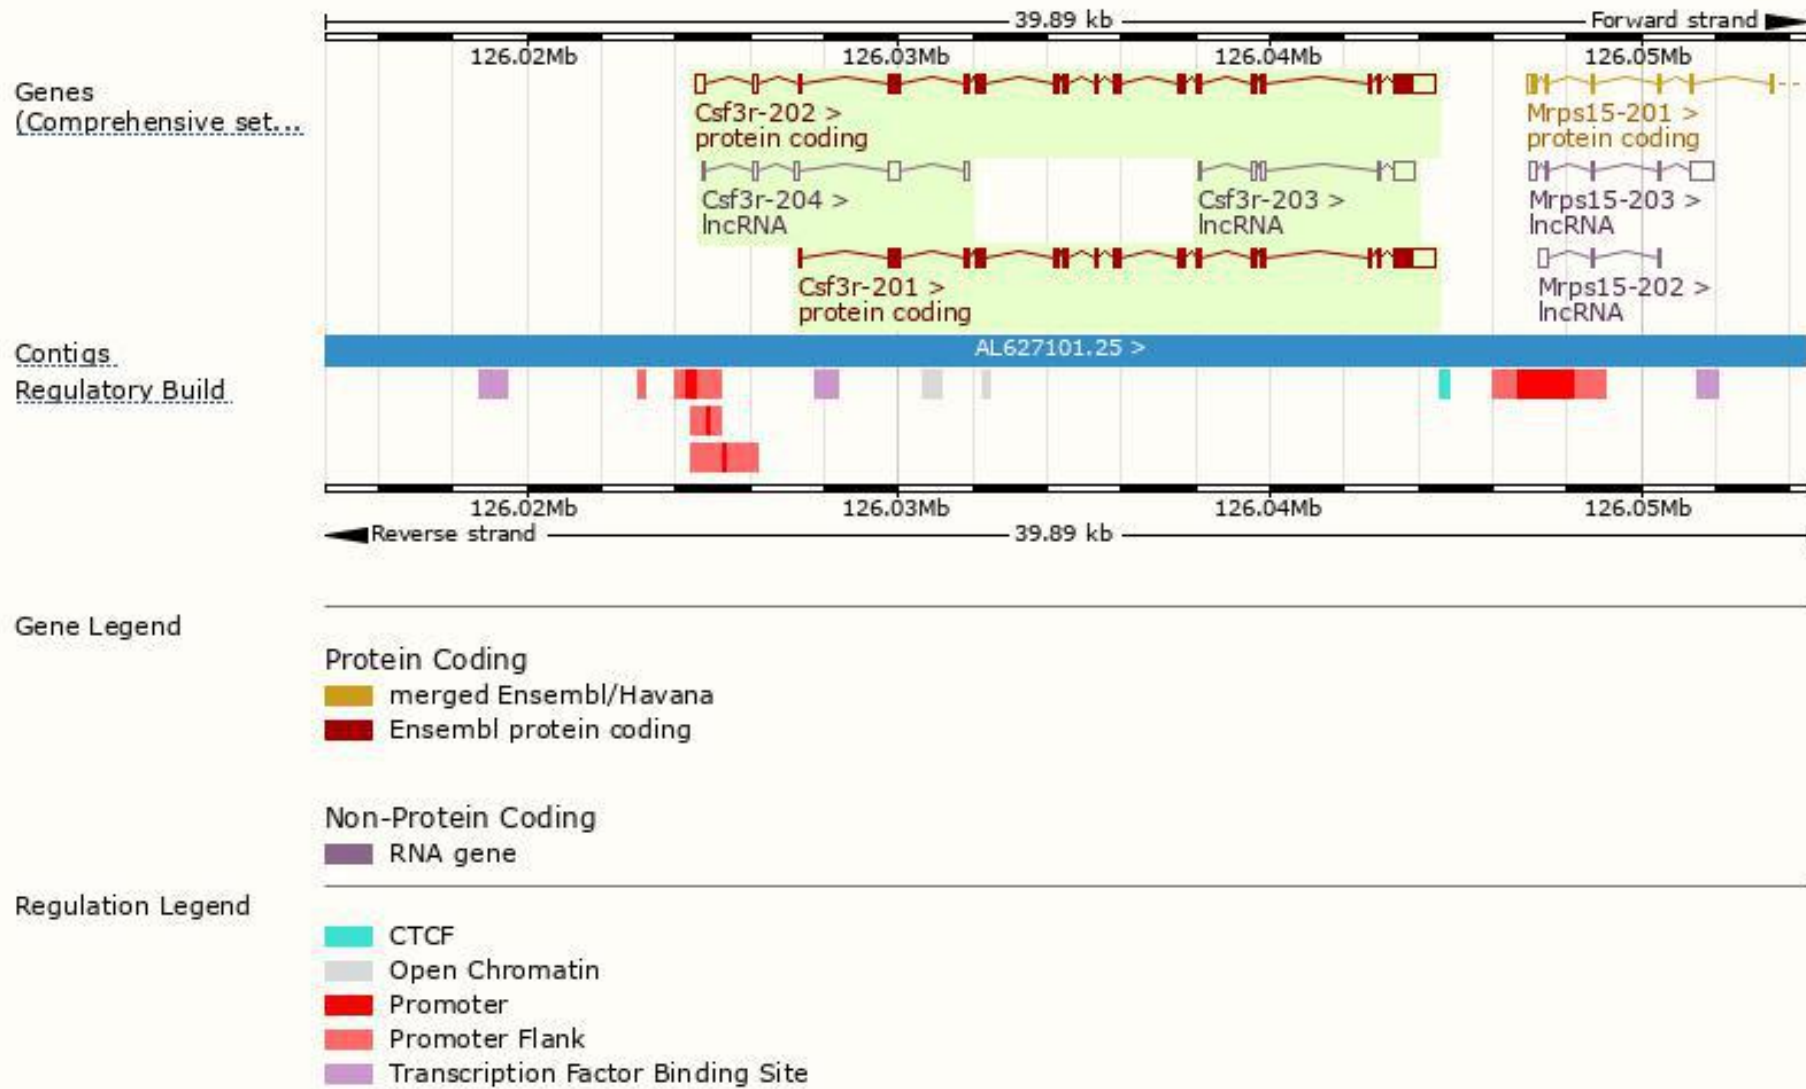 39.89 kb Forward strand
126.02Mb 126.03Mb 126.04Mb 126.05Mb
Genes
(Comprehensive set...
Csf3r-202 >
protein coding
Mrps15-201 >
protein coding
Csf3r-204 >
lncRNA
Csf3r-203 >
lncRNA
Mrps15-203 >
lncRNA
Csf3r-201 >
protein coding
Mrps15-202 >
lncRNA
Contigs
AL627101.25 >
Regulatory Build
126.02Mb 126.03Mb 126.04Mb 126.05Mb
Reverse strand 39.89 kb
Gene Legend
Protein Coding
merged Ensembl/Havana
Ensembl protein coding
Non-Protein Coding
RNA gene
Regulation Legend
CTCF
Open Chromatin
Promoter
Promoter Flank
Transcription Factor Binding Site